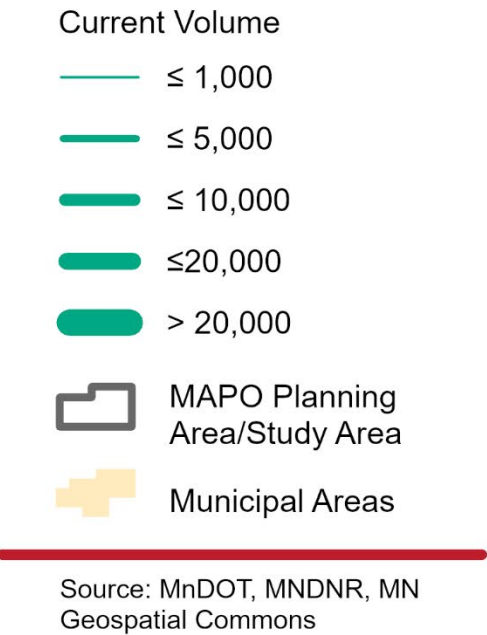 Current Volume
≤ 1,000
≤ 5,000
≤ 10,000
≤20,000
> 20,000
MAPO Planning
Area/Study Area
Municipal Areas
Source: MnDOT, MNDNR, MN
Geospatial Commons